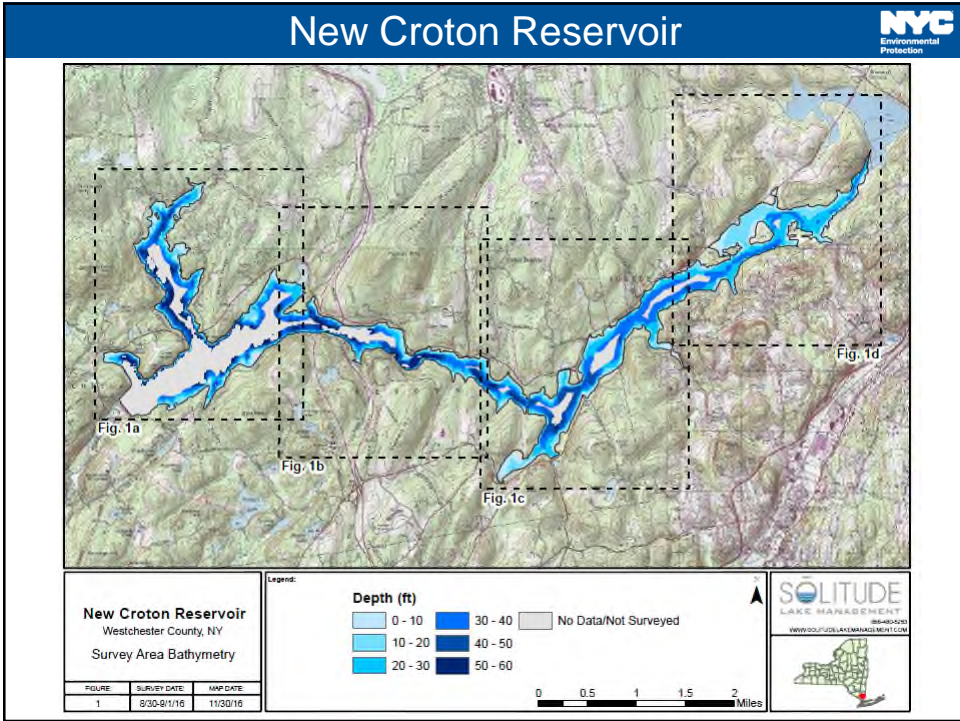 New Croton Reservoir
NYC
Environmental
Protection
Fig. 1a
Fig. 1b
Fig. 1c
Fig. 1d
New Croton Reservoir
Westchester County, NY
Survey Area Bathymetry
FIGURE: SURVEY DATE: MAP DATE:
1 8/30-9/1/16 11/30/16
Legend:
Depth (ft)
0 - 10 30 - 40 No Data/Not Surveyed
10 - 20 40 - 50
20 - 30 50 - 60
0 0.5 1 1.5 2
Miles
SOLITUDE
LAKE MANAGEMENT
WWW.SOLITUDELAKEMANAGEMENT.COM